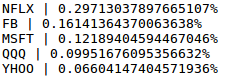 NFLX | 0.29713037897665107%
FB | 0.16141364370063638%
MSFT | 0.12189404594467046%
QQQ | 0.09951676095356632%
YHOO | 0.06604147404571936%